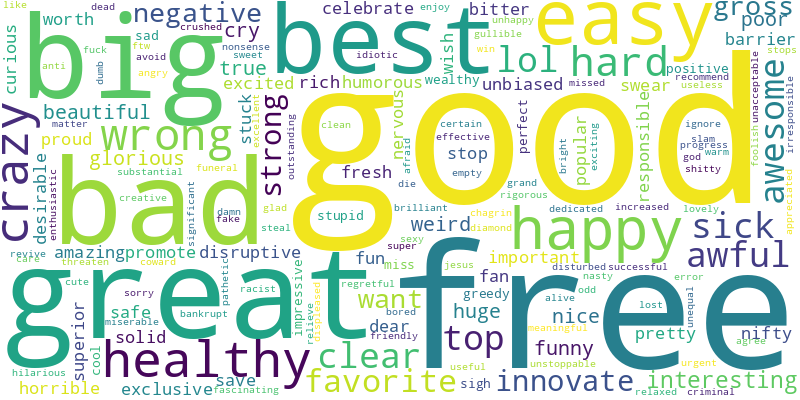 like
dead
crushed
cry
celebrate
enjoy
bitter
unhappy
gullible
win
easy
gross
poor
barrier
stops
recommend
useless
unacceptable
irresponsible
curious
worth
sad
fuck
ftw
avoid
angry
anti
dumb
negative
nonsense
sweet
idiotic
big
best
lol
wish
hard
true
excited
rich
humorous
wealthy
unbiased
missed
positive
swear
awesome
beautiful
matter
proud
stuck
excellent
strong
outstanding
clean
nervous
afraid
certain
effective
stop
empty
perfect
bright
exciting
popular
responsible
ignore
slam
progress
god
warm
shitty
foolish
appreciated
crazy
wrong
glorious
substantial
funeral
fresh
die
grand
rigorous
good
desirable
enthusiastic
bad
creative
significant
damn
fake
glad
steal
stupid
brilliant
weird
chagrin
diamond
dedicated
increased
lovely
happy
sick
awful
revive
care
amazing
promote
disruptive
threaten
coward
pathetic
super
sexy
fun
miss
jesus
important
fan
disturbed
successful
nasty
odd
error
great
free
cute
sorry
racist
impressive
displeased
regretful
want
greedy
huge
alive
nice
lost
unequal
pretty
meaningful
nifty
agree
superior
safe
miserable
bankrupt
relieve
solid
bored
dear
friendly
top
funny
unstoppable
urgent
hilarious
cool
healthy
clear
useful
horrible
exclusive
save
fascinating
favorite
sigh
innovate
relaxed
interesting
criminal